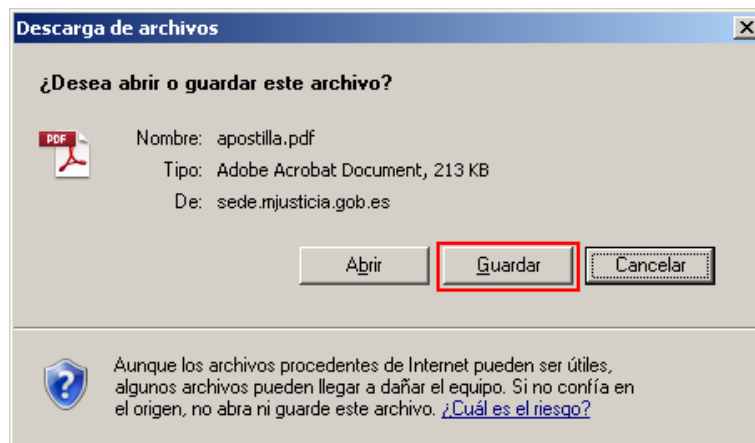 Descarga de archivos
¿Desea abrir o guardar este archivo?
PDF
Nombre: apostilla.pdf
Tipo: Adobe Acrobat Document, 213 KB
De: sede.mjusticia.gob.es
Abrir Guardar Cancelar
Aunque los archivos procedentes de Internet pueden ser útiles,
algunos archivos pueden llegar a dañar el equipo. Si no confía en
el origen, no abra ni guarde este archivo. ¿Cuál es el riesgo?